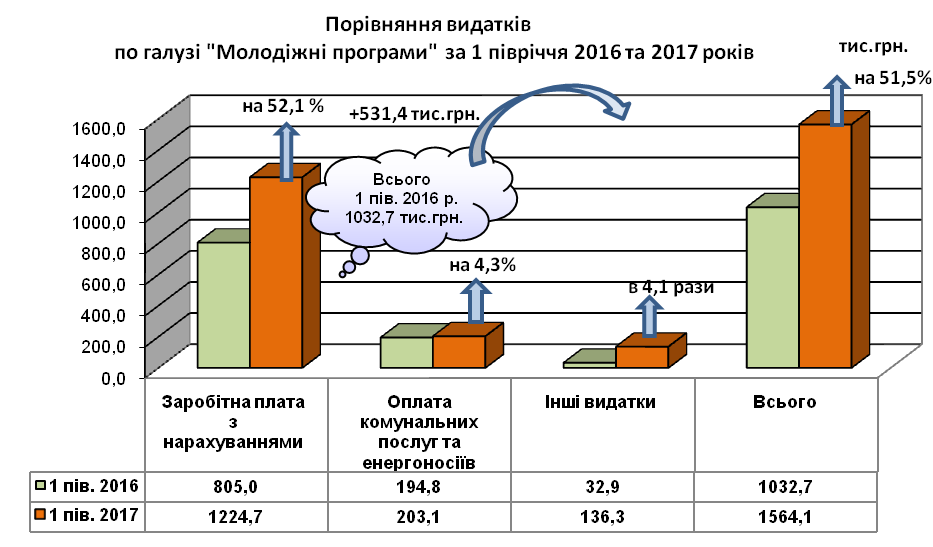 Порівняння видатків
по галузі "Молодіжні програми" за 1 півріччя 2016 та 2017 років
тис.грн.
на 52,1 %
+531,4 тис.грн.
на 51,5%
Всього
1 пів. 2016 р.
1032,7 тис.грн.
на 4,3%
в 4,1 рази
1600,0
1400,0
1200,0
1000,0
800,0
600,0
400,0
200,0
0,0
Заробітна плата
з
нарахуваннями
Оплата
комунальних
послуг та
енергоносіїв
Інші видатки
Всього
1 пів. 2016 805,0 194,8 32,9 1032,7
1 пів. 2017 1224,7 203,1 136,3 1564,1